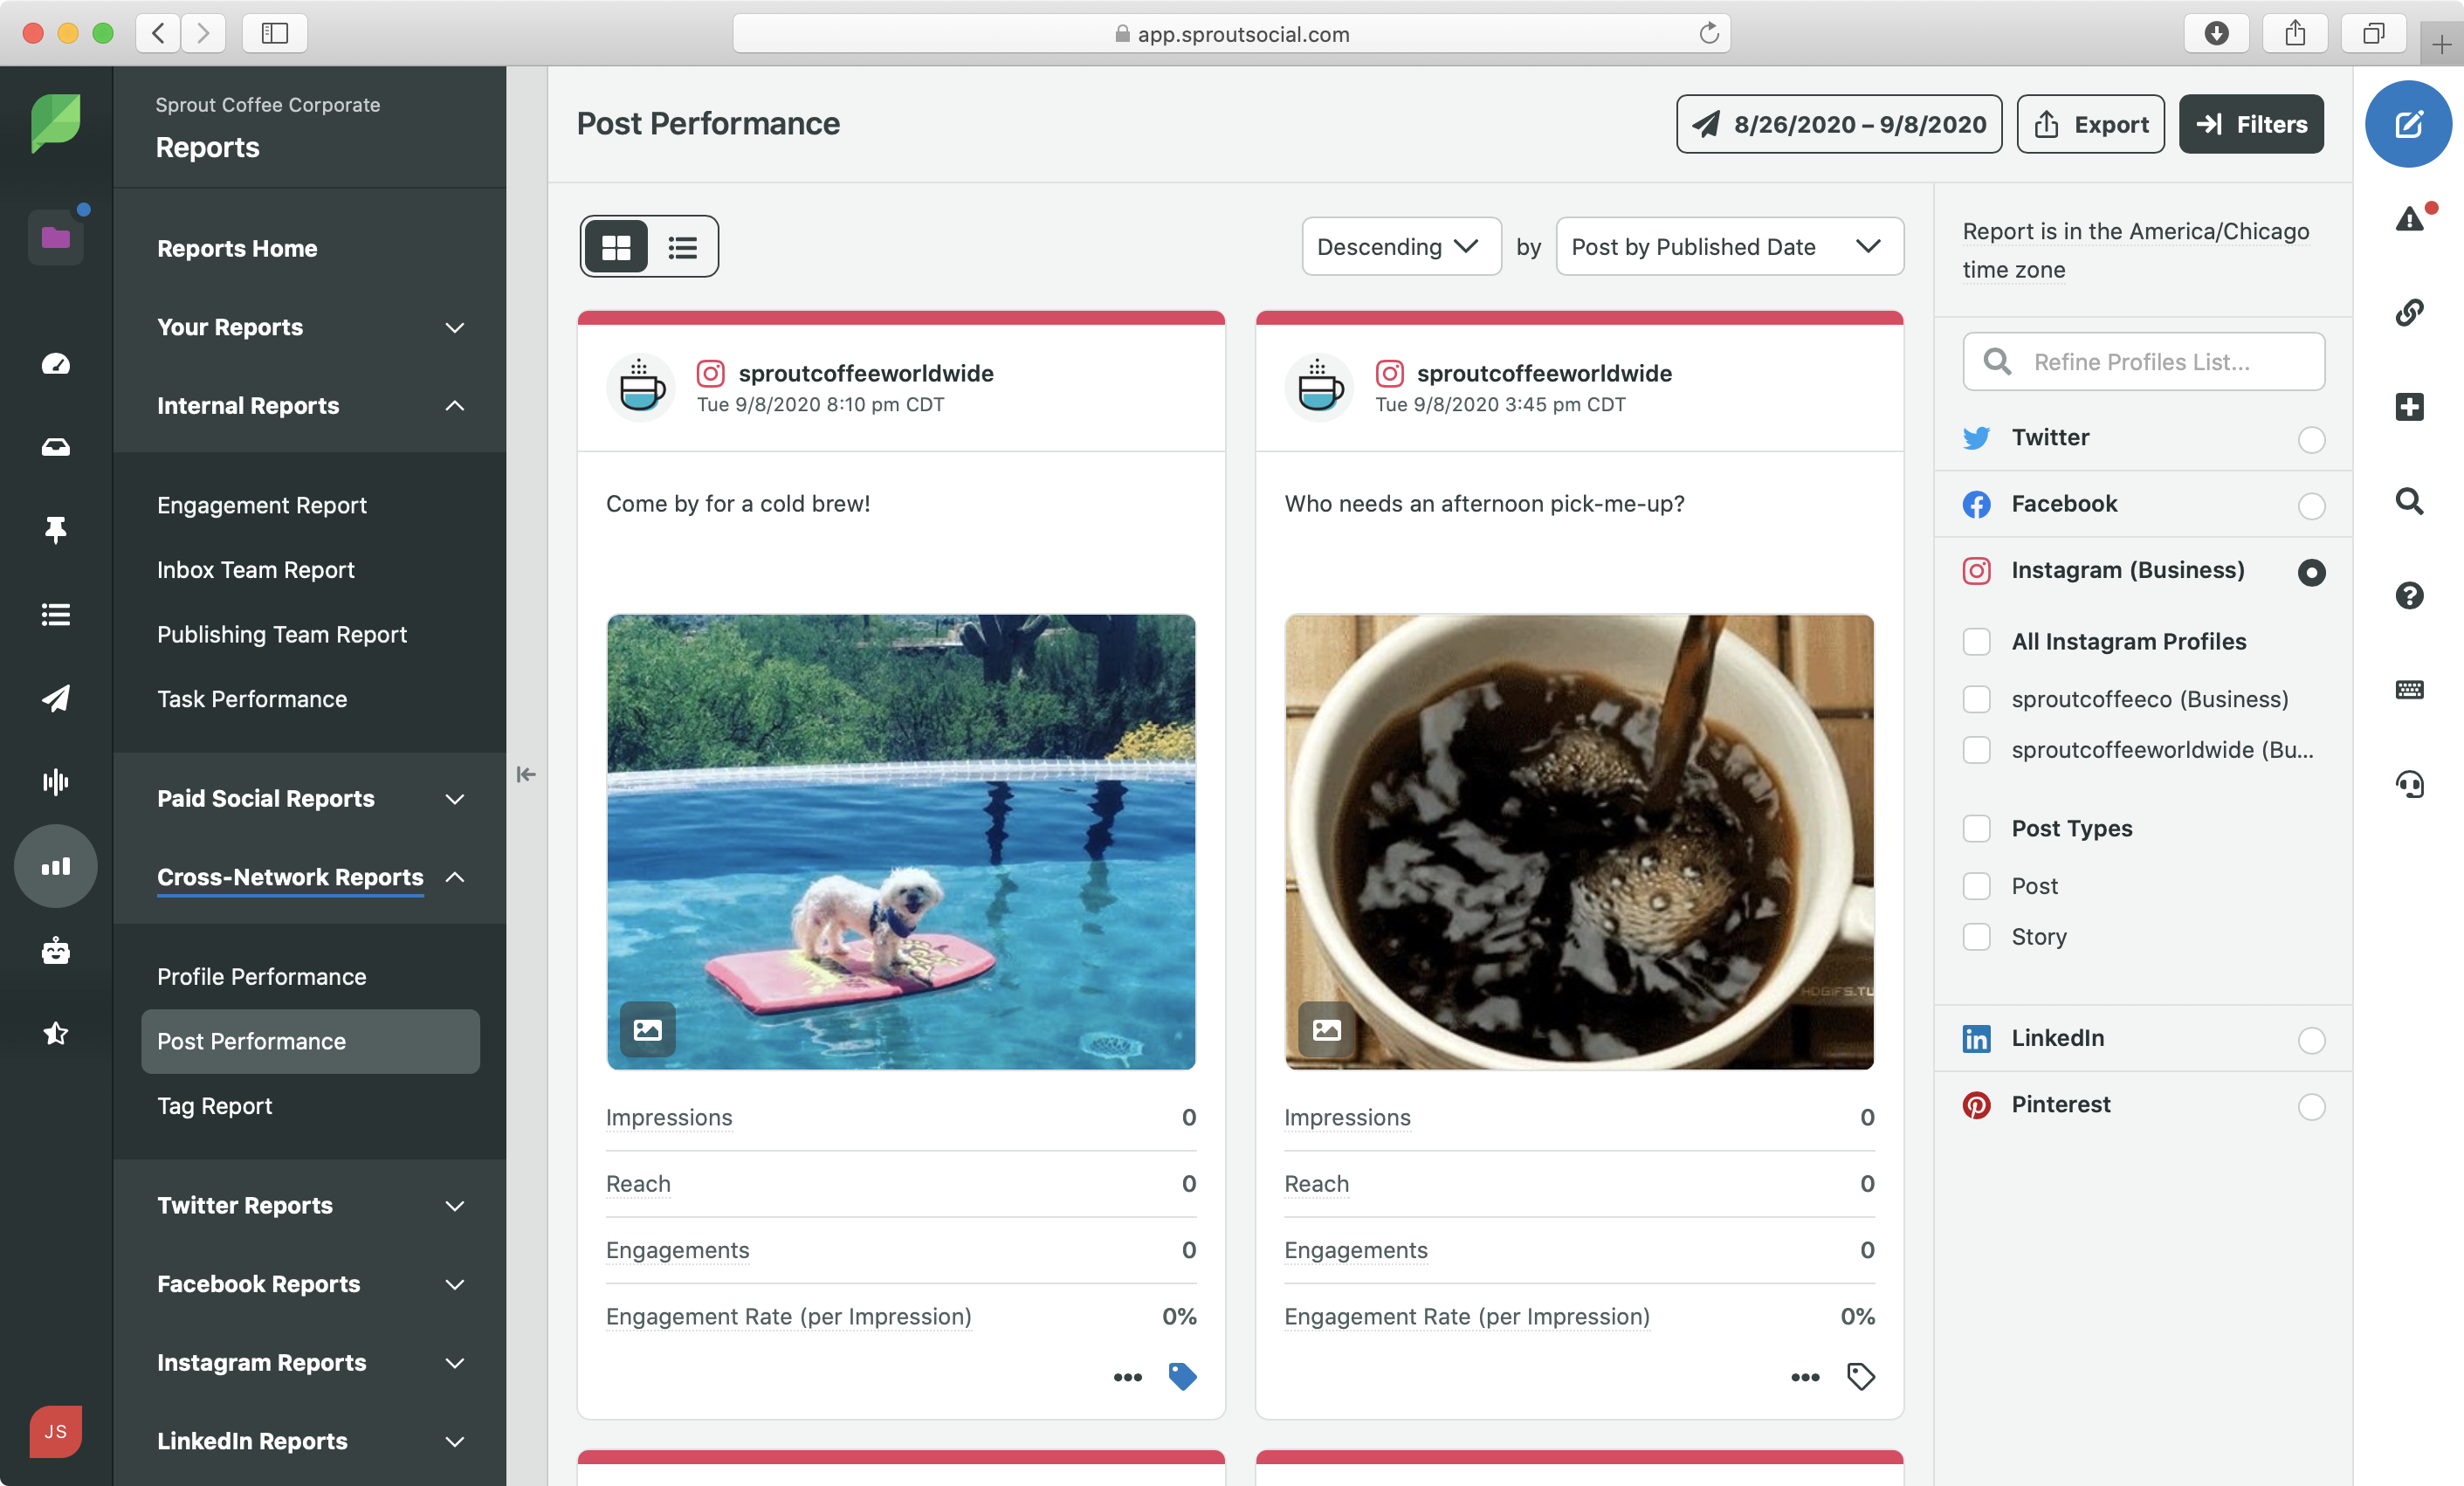 app.sproutsocial.com
Sprout Coffee Corporate
Reports
Reports Home
Your Reports
Internal Reports
Engagement Report
Inbox Team Report
Publishing Team Report
Task Performance
Paid Social Reports
Cross-Network Reports
Profile Performance
Post Performance
Tag Report
Twitter Reports
Facebook Reports
Instagram Reports
LinkedIn Reports
JS
Post Performance
8/26/2020 – 9/8/2020
Export
Filters
Descending
by
Post by Published Date
sproutcoffeeworldwide
Tue 9/8/2020 8:10 pm CDT
Come by for a cold brew!
Impressions 0
Reach 0
Engagements 0
Engagement Rate (per Impression) 0%
sproutcoffeeworldwide
Tue 9/8/2020 3:45 pm CDT
Who needs an afternoon pick-me-up?
HDGIFS.TU
Impressions 0
Reach 0
Engagements 0
Engagement Rate (per Impression) 0%
Report is in the America/Chicago
time zone
Refine Profiles List...
Twitter
Facebook
Instagram (Business)
All Instagram Profiles
sproutcoffeeco (Business)
sproutcoffeeworldwide (Bu...
Post Types
Post
Story
LinkedIn
Pinterest